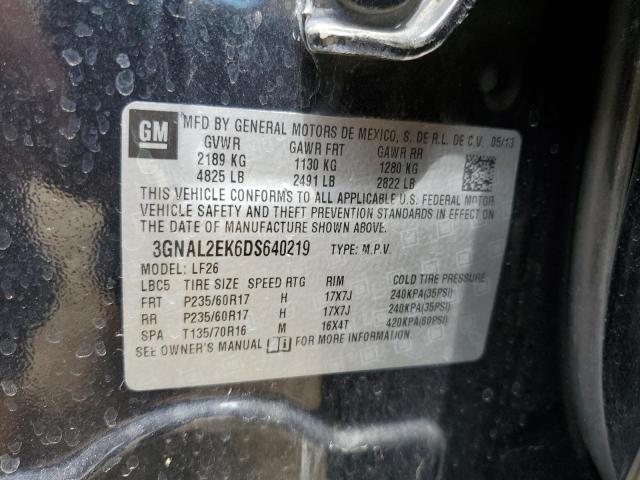 GM
MFD BY GENERAL MOTORS DE MEXICO, S. DE R.L. DE C.V. 05/13
GVWR GAWR FRT GAWR RR
2189 KG 1130 KG 1280 KG
4825 LB 2491 LB 2822 LB
THIS VEHICLE CONFORMS TO ALL APPLICABLE U.S. FEDERAL MOTOR
VEHICLE SAFETY AND THEFT PREVENTION STANDARDS IN EFFECT ON THE
DATE OF MANUFACTURE SHOWN ABOVE.
3GNAL2EK6DS640219 TYPE: M.P.V.
MODEL: LF26
LBC5 TIRE SIZE SPEED RTG RIM COLD TIRE PRESSURE
FRT P235/60R17 H 17X7J 240KPA(35PSI)
RR P235/60R17 H 17X7J 240KPA(35PSI)
SPA T135/70R16 M 16X4T 420KPA(60PSI)
SEE OWNER'S MANUAL FOR MORE INFORMATION.